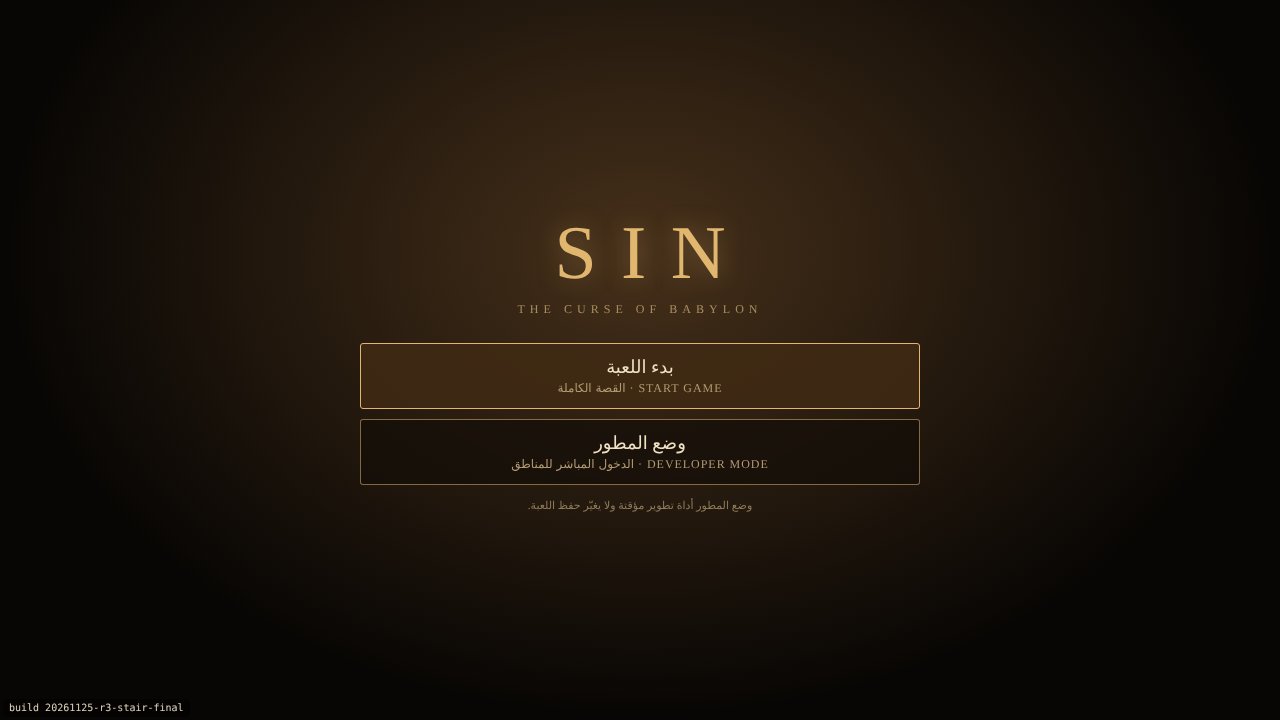 SIN
THE CURSE OF BABYLON
بدء اللعبة
القصة الكاملة · START GAME
وضع المطور
الدخول المباشر للمناطق · DEVELOPER MODE
وضع المطور أداة تطوير مؤقتة ولا يغيّر حفظ اللعبة.
build 20261125-r3-stair-final